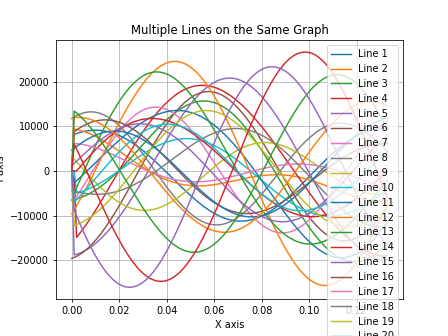 Multiple Lines on the Same Graph
20000
10000
0
−10000
−20000
0.00
0.02
0.04
0.06
0.08
0.10
X axis
Line 1
Line 2
Line 3
Line 4
Line 5
Line 6
Line 7
Line 8
Line 9
Line 10
Line 11
Line 12
Line 13
Line 14
Line 15
Line 16
Line 17
Line 18
Line 19
Line 20